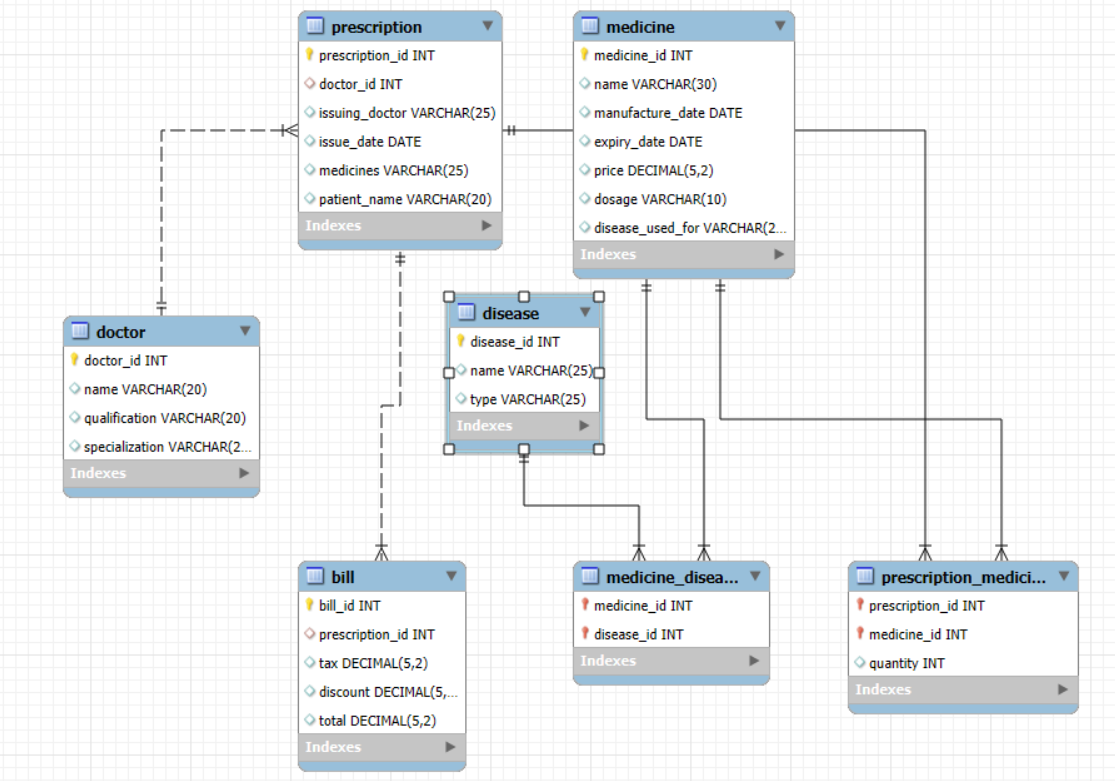 prescription
prescription_id INT
doctor_id INT
issuing_doctor VARCHAR(25)
issue_date DATE
medicines VARCHAR(25)
patient_name VARCHAR(20)
Indexes
medicine
medicine_id INT
name VARCHAR(30)
manufacture_date DATE
expiry_date DATE
price DECIMAL(5,2)
dosage VARCHAR(10)
disease_used_for VARCHAR(2...
Indexes
disease
disease_id INT
name VARCHAR(25)
type VARCHAR(25)
Indexes
doctor
doctor_id INT
name VARCHAR(20)
qualification VARCHAR(20)
specialization VARCHAR(2...
Indexes
bill
bill_id INT
prescription_id INT
tax DECIMAL(5,2)
discount DECIMAL(5,...
total DECIMAL(5,2)
Indexes
medicine_disea...
medicine_id INT
disease_id INT
Indexes
prescription_medici...
prescription_id INT
medicine_id INT
quantity INT
Indexes